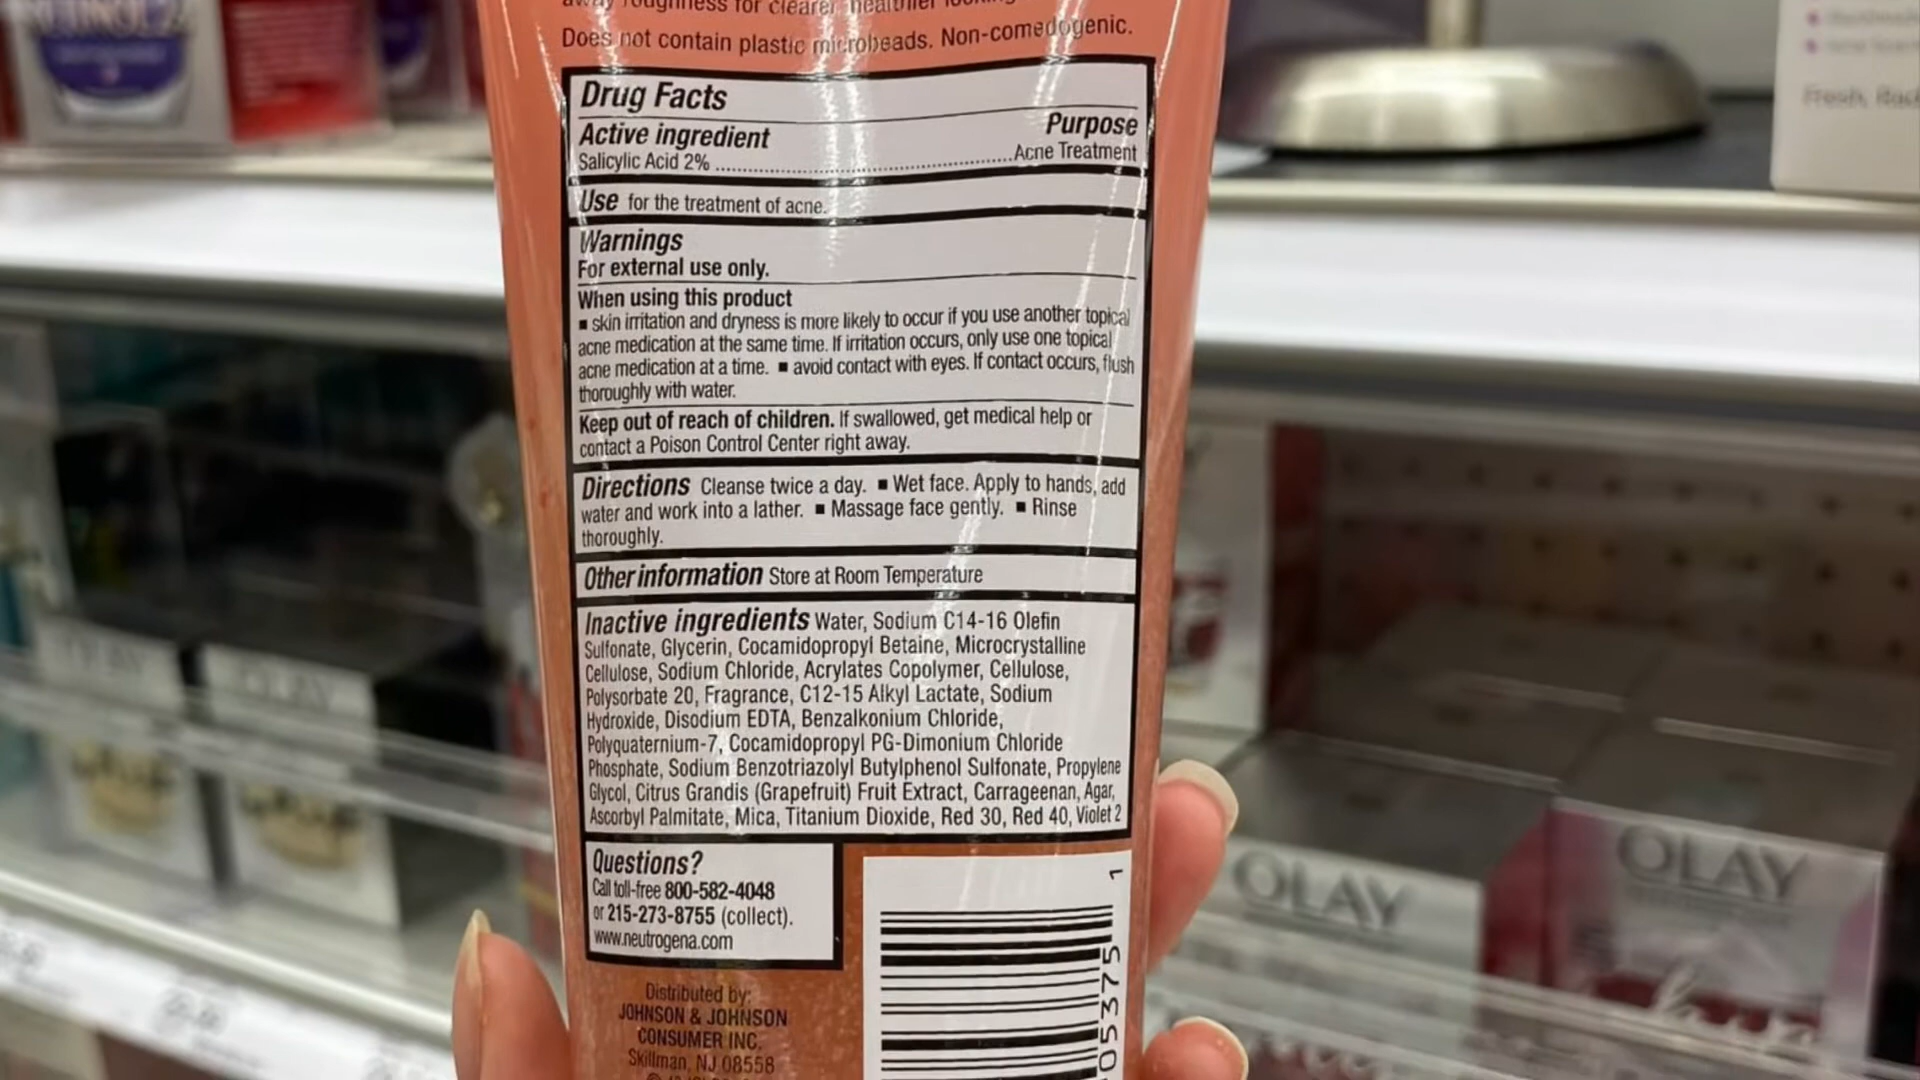 away roughness for clearer healthier
Does not contain plastic microbeads. Non-comedogenic.
Drug Facts
Active ingredient Purpose
Salicylic Acid 2% ........................................................Acne Treatment
Use for the treatment of acne.
Warnings
For external use only.
When using this product
▪ skin irritation and dryness is more likely to occur if you use another topical
acne medication at the same time. If irritation occurs, only use one topical
acne medication at a time. ▪ avoid contact with eyes. If contact occurs, flush
thoroughly with water.
Keep out of reach of children. If swallowed, get medical help or
contact a Poison Control Center right away.
Directions Cleanse twice a day. ▪ Wet face. Apply to hands, add
water and work into a lather. ▪ Massage face gently. ▪ Rinse
thoroughly.
Other information Store at Room Temperature
Inactive ingredients Water, Sodium C14-16 Olefin
Sulfonate, Glycerin, Cocamidopropyl Betaine, Microcrystalline
Cellulose, Sodium Chloride, Acrylates Copolymer, Cellulose,
Polysorbate 20, Fragrance, C12-15 Alkyl Lactate, Sodium
Hydroxide, Disodium EDTA, Benzalkonium Chloride,
Polyquaternium-7, Cocamidopropyl PG-Dimonium Chloride
Phosphate, Sodium Benzotriazolyl Butylphenol Sulfonate, Propylene
Glycol, Citrus Grandis (Grapefruit) Fruit Extract, Carrageenan, Agar,
Ascorbyl Palmitate, Mica, Titanium Dioxide, Red 30, Red 40, Violet 2
Questions?
Call toll-free 800-582-4048
or 215-273-8755 (collect).
www.neutrogena.com
Distributed by:
JOHNSON & JOHNSON
CONSUMER INC.
Skillman, NJ 08558
1
05375
OLAY
OLAY
OLAY
OLAY